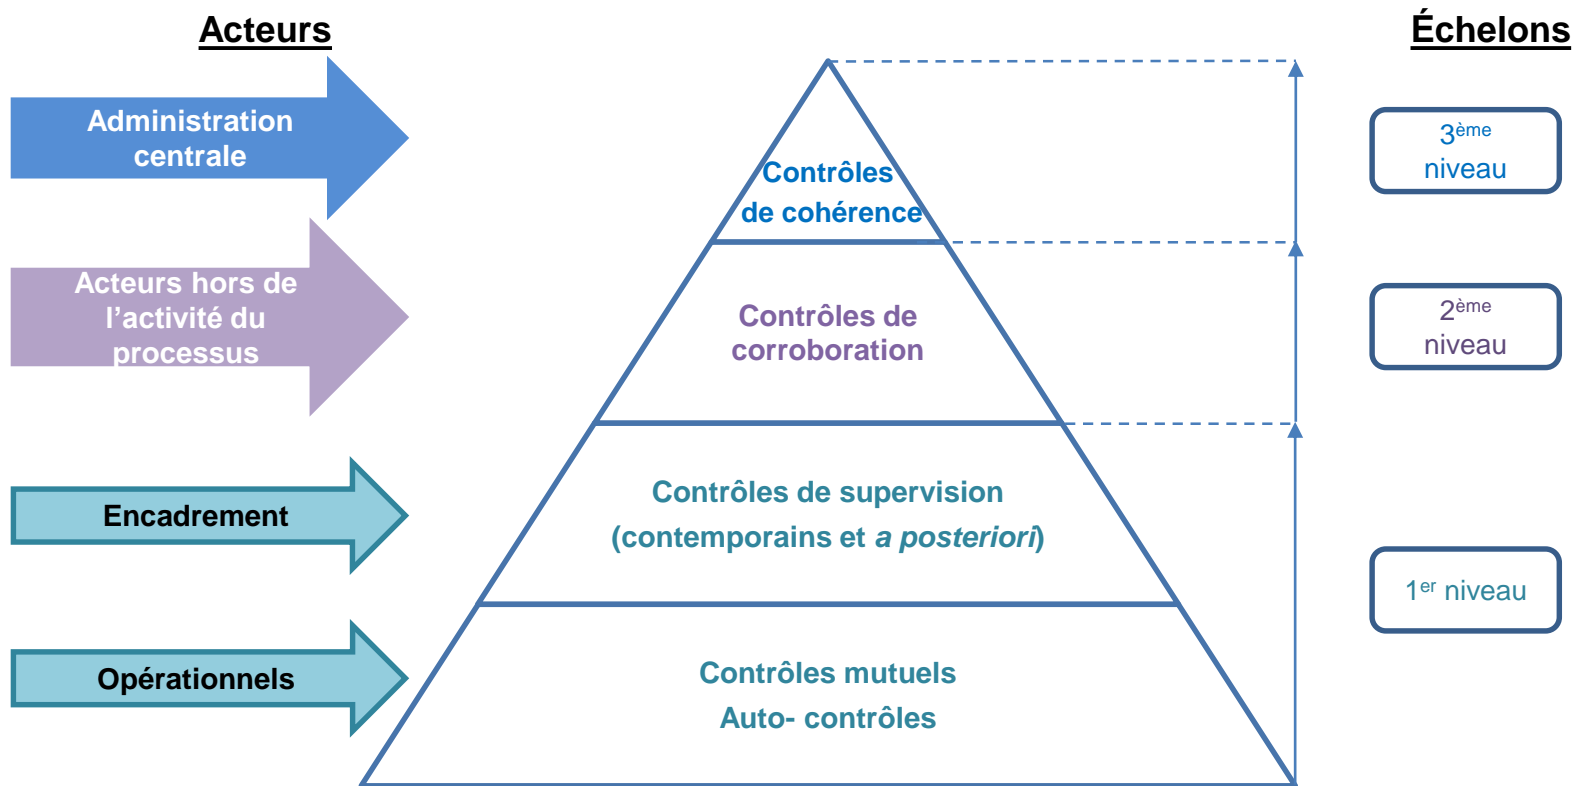 Acteurs
Échelons
Administration
centrale
Contrôles
de cohérence
3ème
niveau
Acteurs hors de
l’activité du
processus
Contrôles de
corroboration
2ème
niveau
Encadrement
Contrôles de supervision
(contemporains et a posteriori)
1er niveau
Opérationnels
Contrôles mutuels
Auto- contrôles